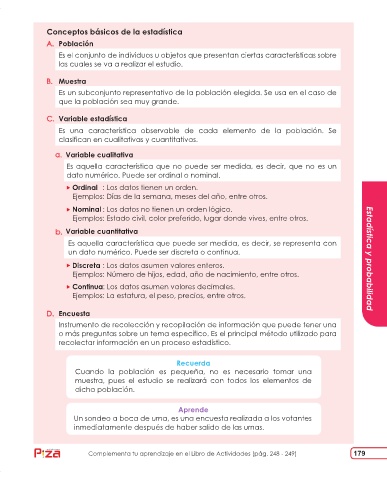 Conceptos básicos de la estadística
A. Población
Es el conjunto de individuos u objetos que presentan ciertas características sobre
las cuales se va a realizar el estudio.
B. Muestra
Es un subconjunto representativo de la población elegida. Se usa en el caso de
que la población sea muy grande.
C. Variable estadística
Es una característica observable de cada elemento de la población. Se
clasifican en cualitativas y cuantitativas.
a. Variable cualitativa
Es aquella característica que no puede ser medida, es decir, que no es un
dato numérico. Puede ser ordinal o nominal.
▶ Ordinal : Los datos tienen un orden.
Ejemplos: Días de la semana, meses del año, entre otros.
▶ Nominal : Los datos no tienen un orden lógico.
Ejemplos: Estado civil, color preferido, lugar donde vives, entre otros.
b. Variable cuantitativa
Es aquella característica que puede ser medida, es decir, se representa con
un dato numérico. Puede ser discreta o continua.
▶ Discreta : Los datos asumen valores enteros.
Ejemplos: Número de hijos, edad, año de nacimiento, entre otros.
▶ Continua: Los datos asumen valores decimales.
Ejemplos: La estatura, el peso, precios, entre otros.
D. Encuesta
Instrumento de recolección y recopilación de información que puede tener una
o más preguntas sobre un tema específico. Es el principal método utilizado para
recolectar información en un proceso estadístico.
Recuerda
Cuando la población es pequeña, no es necesario tomar una
muestra, pues el estudio se realizará con todos los elementos de
dicha población.
Aprende
Un sondeo a boca de urna, es una encuesta realizada a los votantes
inmediatamente después de haber salido de las urnas.
Estadística y probabilidad
Complementa tu aprendizaje en el Libro de Actividades (pág. 248 - 249)
179